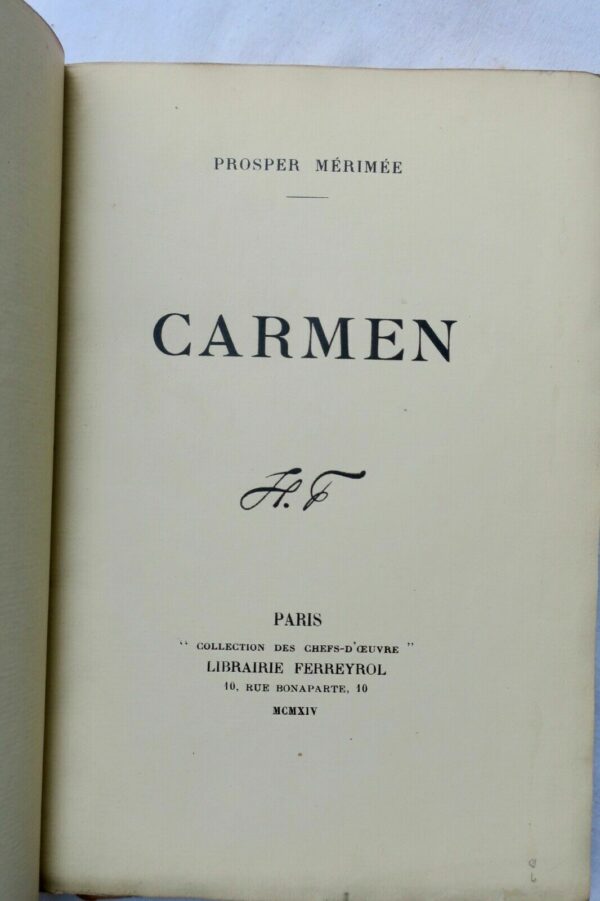 PROSPER MÉRIMÉE
CARMEN
H. F
PARIS
" COLLECTION DES CHEFS-D'ŒUVRE "
LIBRAIRIE FERREYROL
10, RUE BONAPARTE, 10
MCMXIV